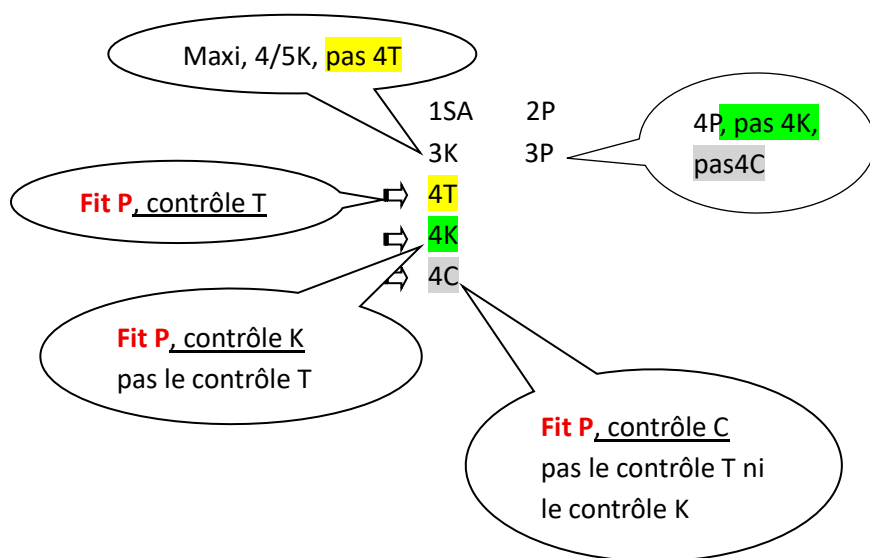 Maxi, 4/5K, pas 4T
1SA 2P
3K 3P
4P, pas 4K,
pas4C
Fit P, contrôle T
4T
4K
4C
Fit P, contrôle K
pas le contrôle T
Fit P, contrôle C
pas le contrôle T ni
le contrôle K